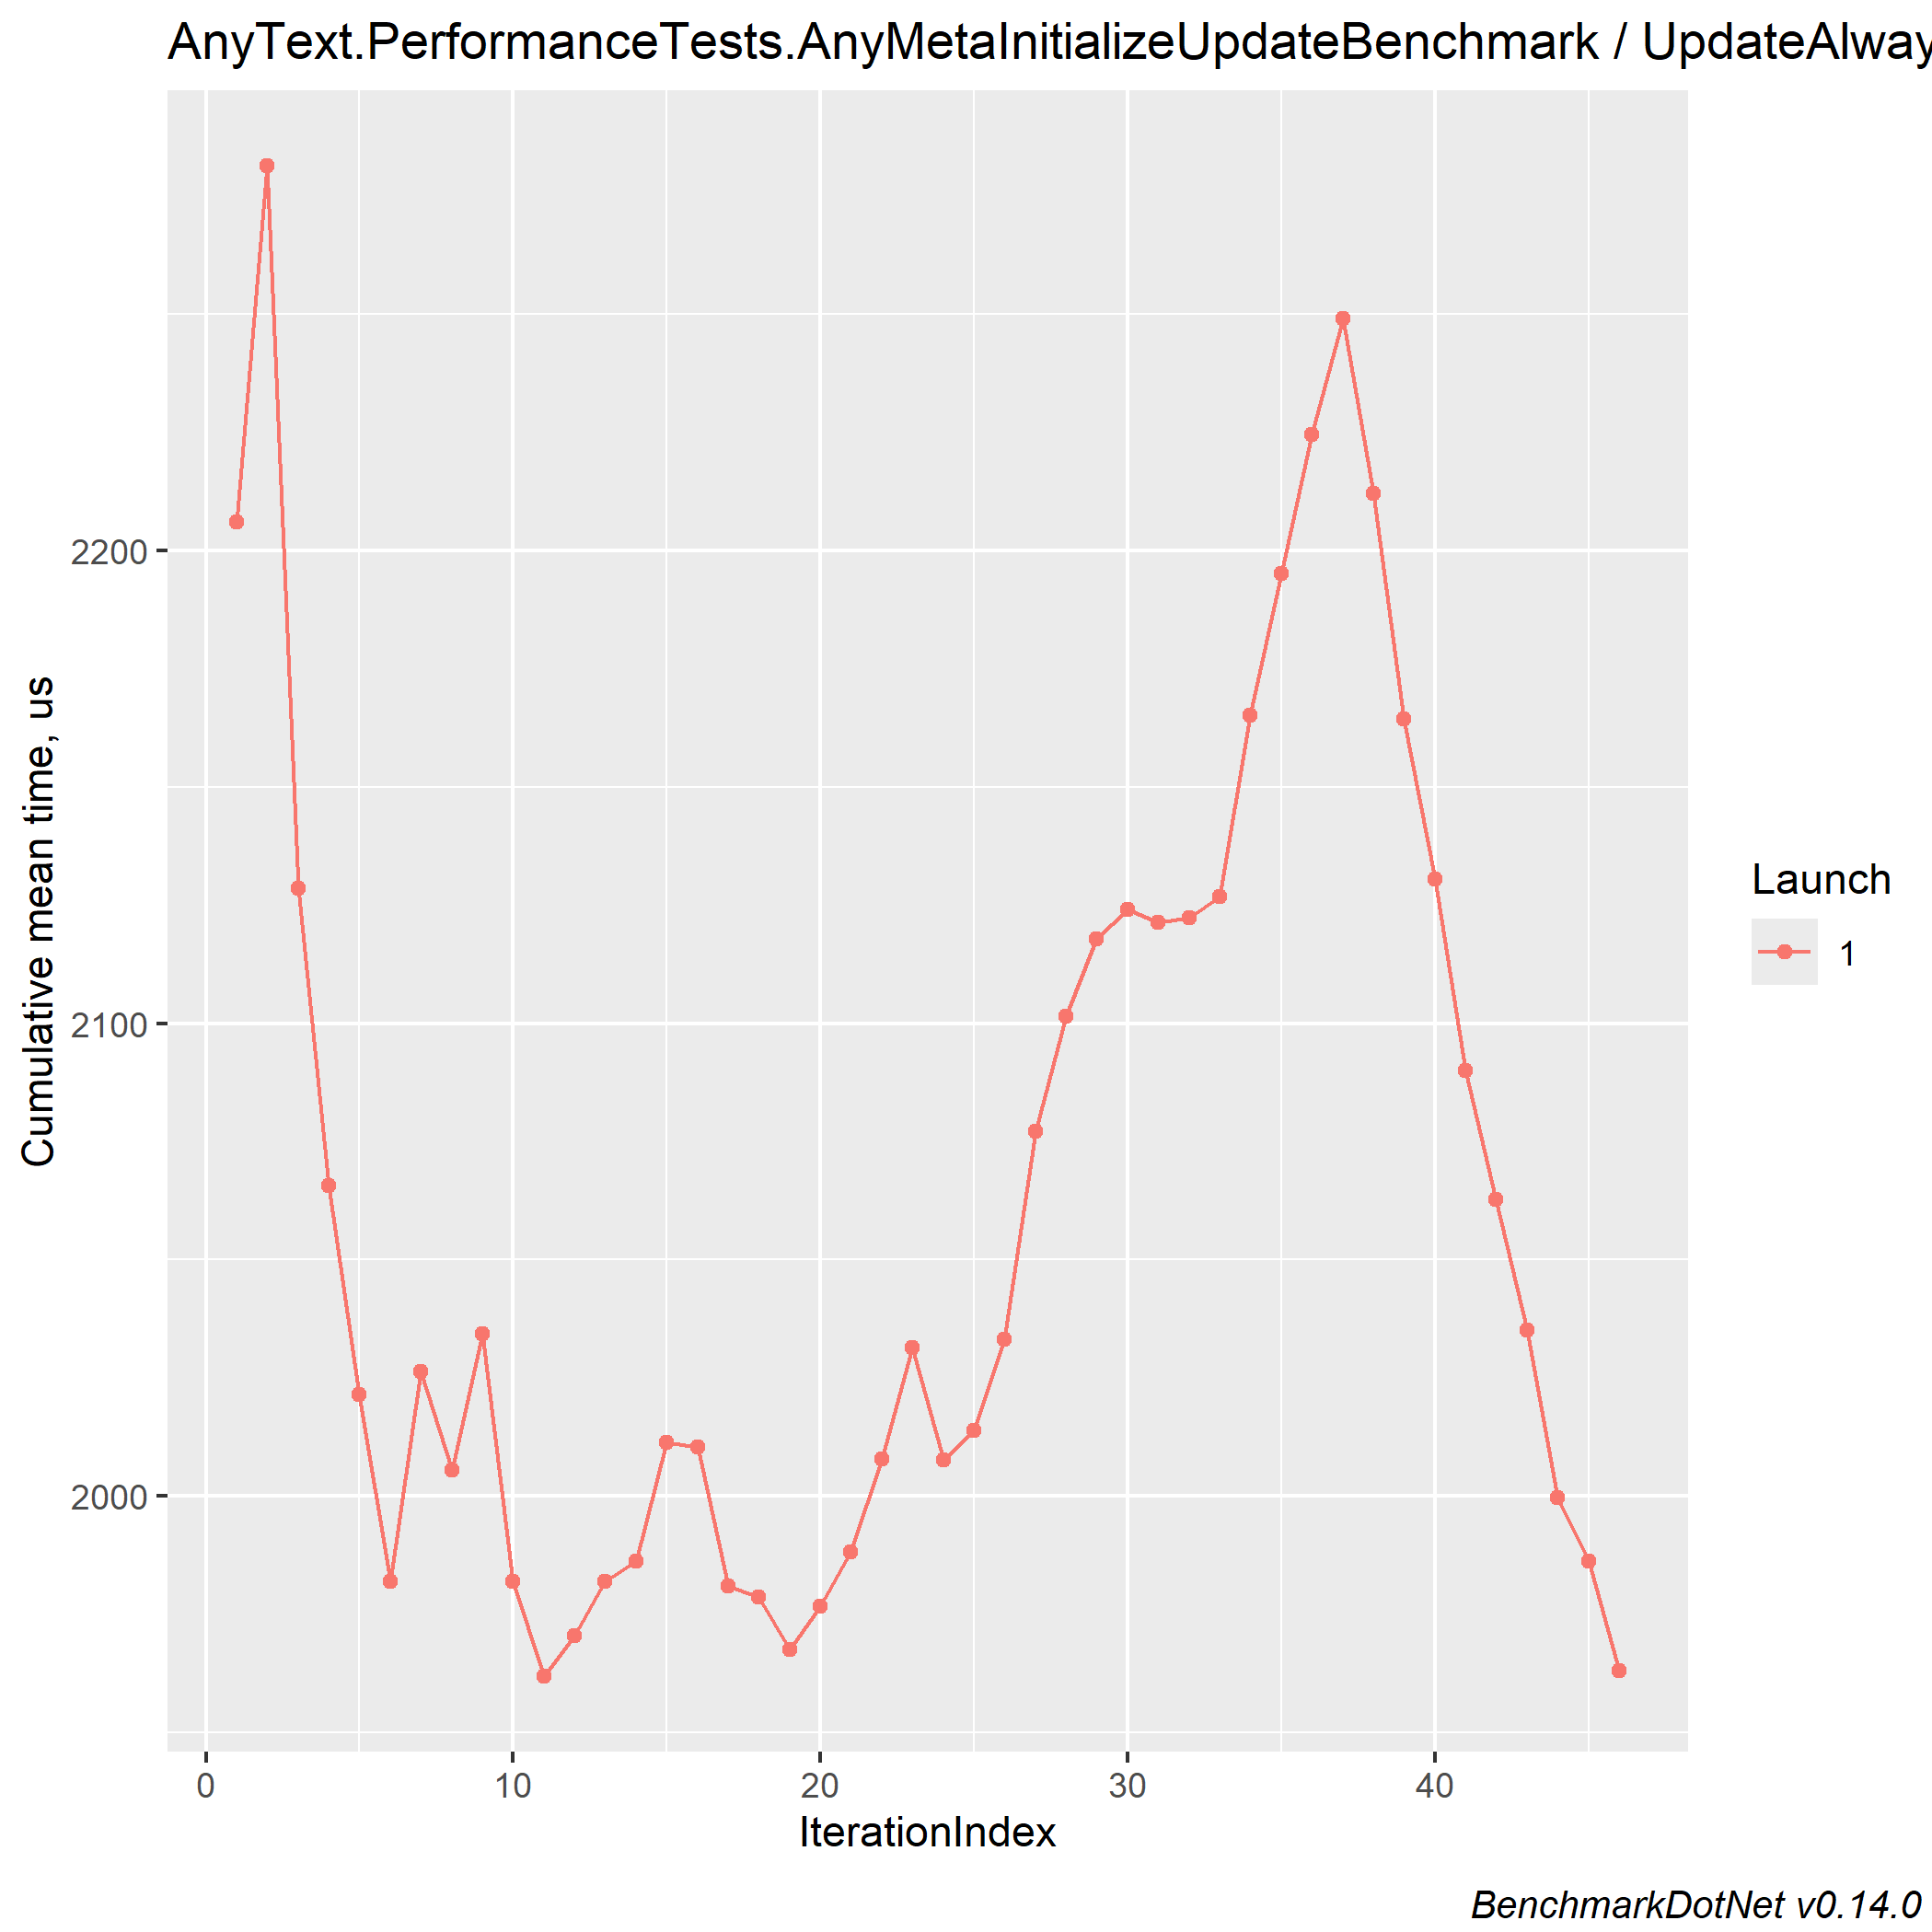 AnyText.PerformanceTests.AnyMetaInitializeUpdateBenchmark / UpdateAlway
Cumulative mean time, us
2200
2100
2000
0 10 20 30 40
IterationIndex
Launch
1
BenchmarkDotNet v0.14.0